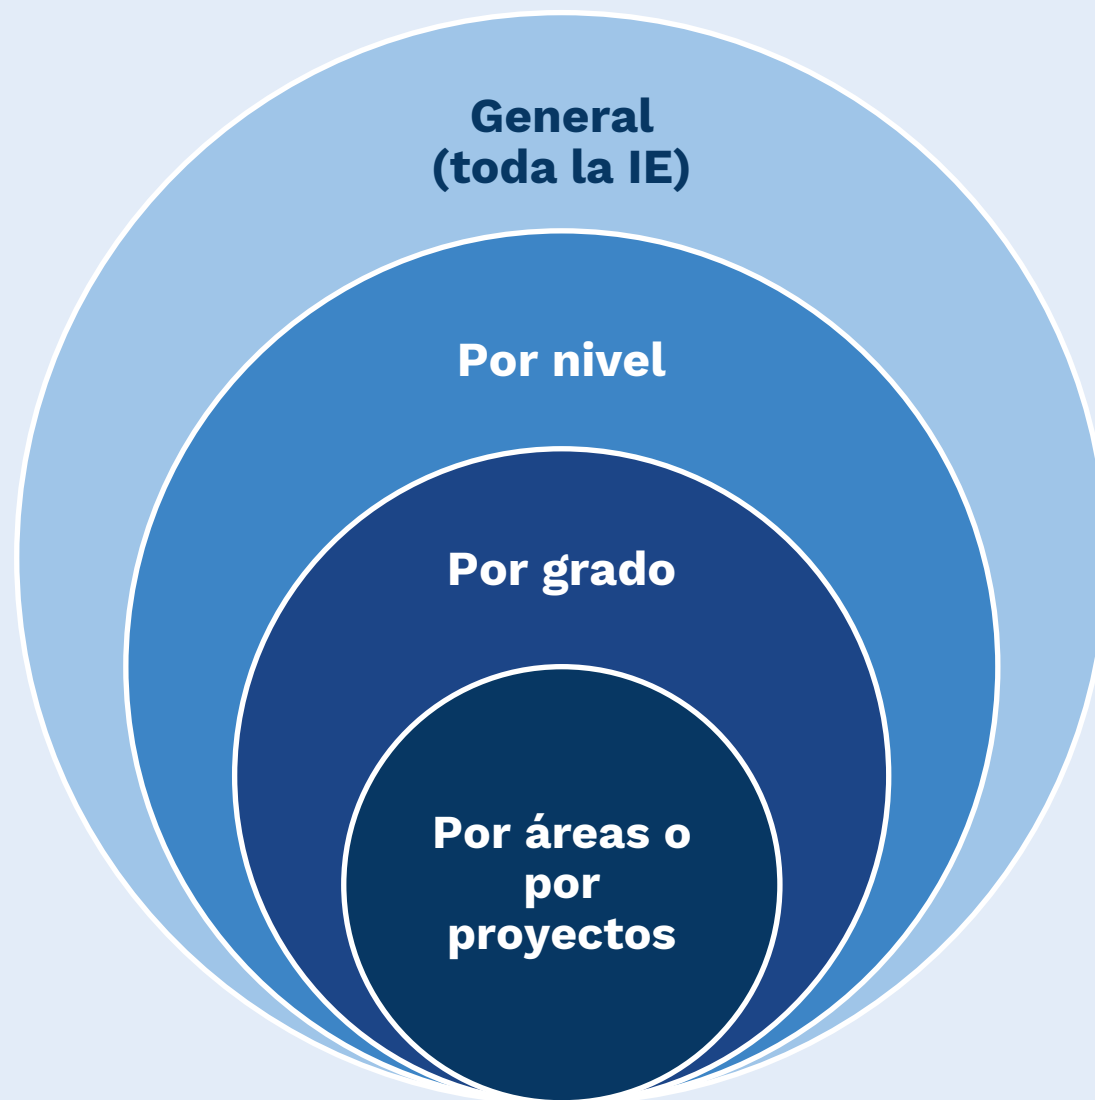 General
(toda la IE)
Por nivel
Por grado
Por áreas o
por
proyectos